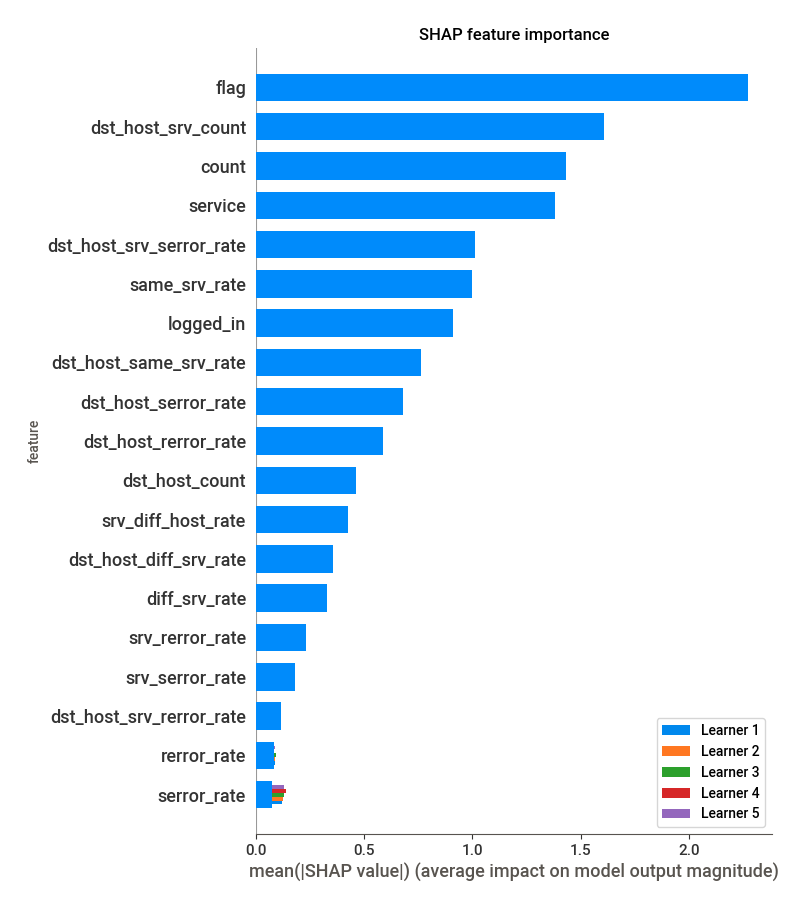 SHAP feature importance
flag
dst_host_srv_count
count
service
dst_host_srv_serror_rate
same_srv_rate
logged_in
dst_host_same_srv_rate
dst_host_serror_rate
dst_host_rerror_rate
dst_host_count
srv_diff_host_rate
dst_host_diff_srv_rate
diff_srv_rate
srv_rerror_rate
srv_serror_rate
dst_host_srv_rerror_rate
rerror_rate
serror_rate
feature
Learner 1
Learner 2
Learner 3
Learner 4
Learner 5
0.0 0.5 1.0 1.5 2.0
mean(|SHAP value|) (average impact on model output magnitude)